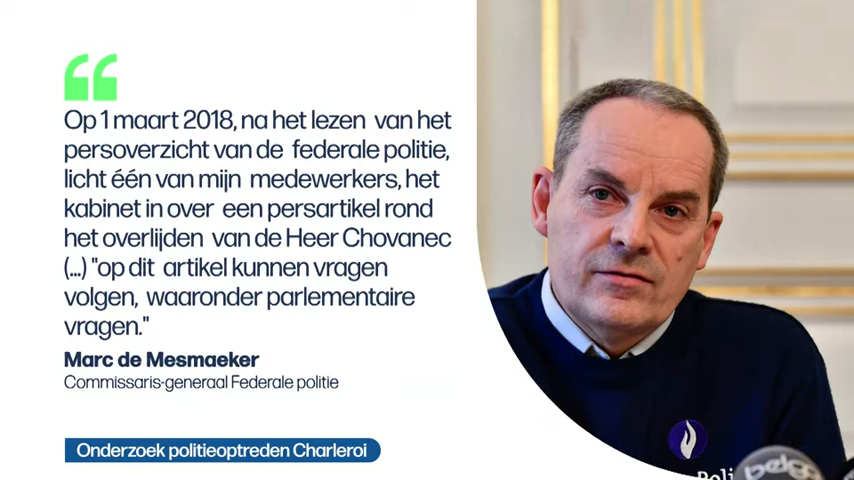 Op 1 maart 2018, na het lezen van het
persoverzicht van de federale politie,
licht één van mijn medewerkers, het
kabinet in over een persartikel rond
het overlijden van de Heer Chovanec
(...) "op dit artikel kunnen vragen
volgen, waaronder parlementaire
vragen."
Marc de Mesmaeker
Commissaris-generaal Federale politie
Onderzoek politieoptreden Charleroi
Poli
belga